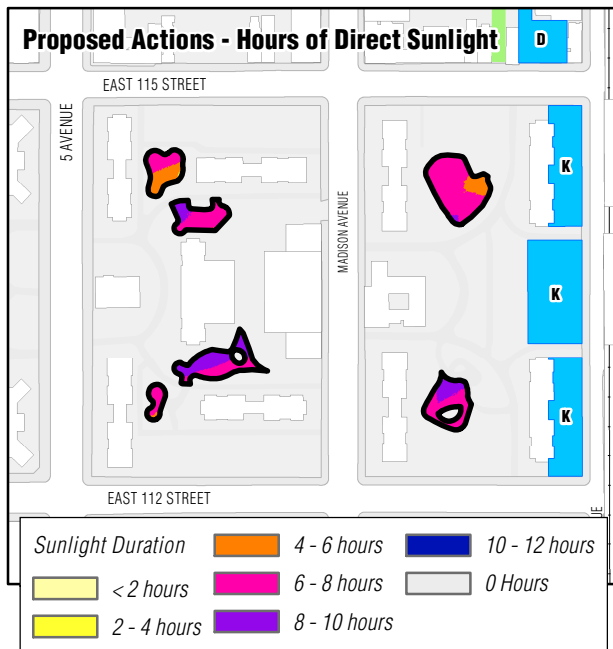 Proposed Actions - Hours of Direct Sunlight
D
EAST 115 STREET
5 AVENUE
MADISON AVENUE
K
K
K
EAST 112 STREET
UE
Sunlight Duration
< 2 hours
2 - 4 hours
4 - 6 hours
6 - 8 hours
8 - 10 hours
10 - 12 hours
0 Hours